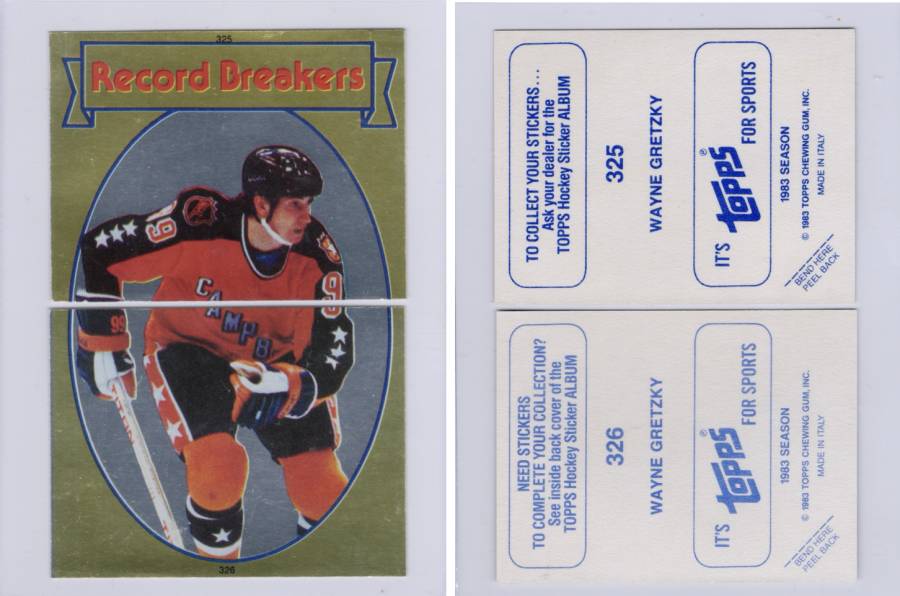 325
Record Breakers
99
9
CAMPB
99
326
TO COLLECT YOUR STICKERS...
Ask your dealer for the
TOPPS Hockey Sticker ALBUM
325
WAYNE GRETZKY
IT'S TOPPS® FOR SPORTS
1983 SEASON
© 1983 TOPPS CHEWING GUM, INC.
MADE IN ITALY
BEND HERE
PEEL BACK
NEED STICKERS
TO COMPLETE YOUR COLLECTION?
See inside back cover of the
TOPPS Hockey Sticker ALBUM
326
WAYNE GRETZKY
IT'S TOPPS® FOR SPORTS
1983 SEASON
© 1983 TOPPS CHEWING GUM, INC.
MADE IN ITALY
BEND HERE
PEEL BACK